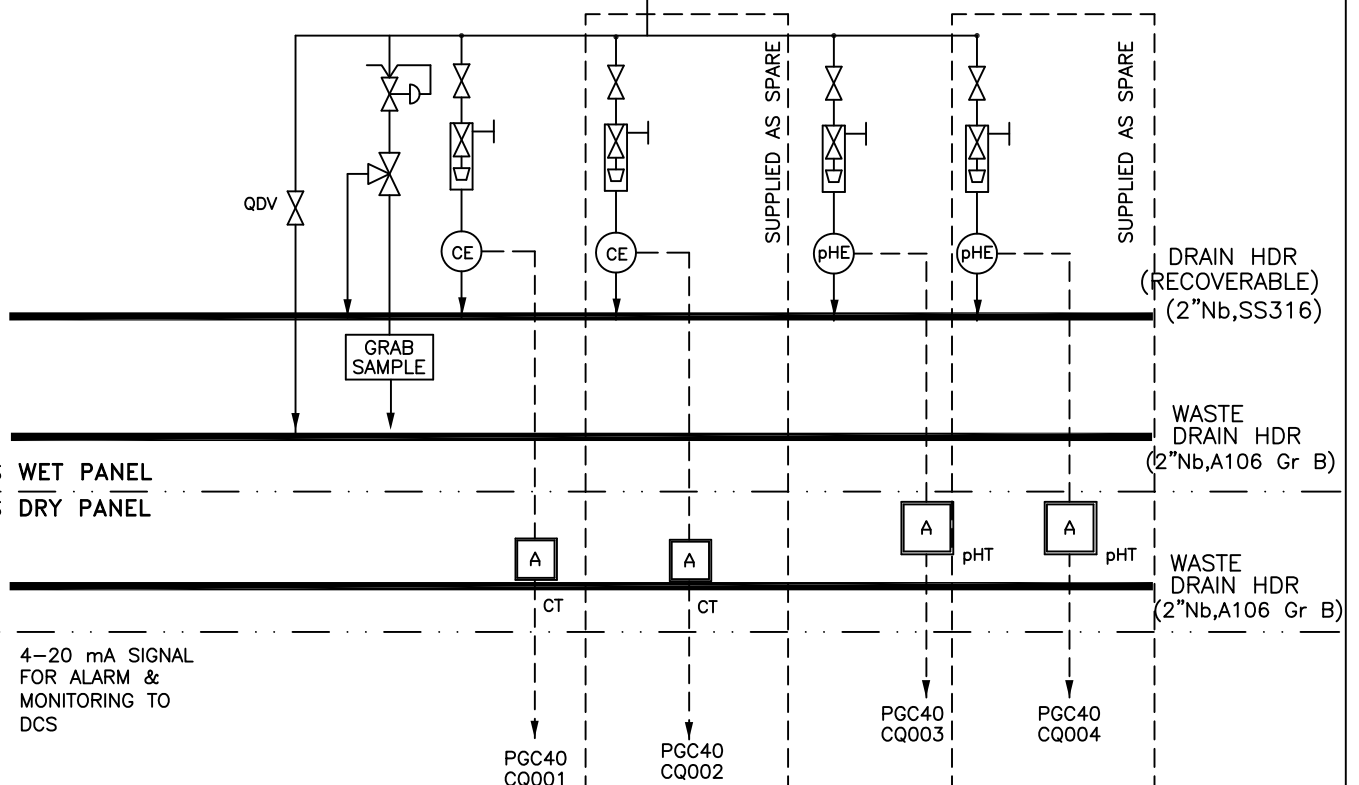 SUPPLIED AS SPARE
SUPPLIED AS SPARE
QDV
CE
CE
pHE
pHE
DRAIN HDR
(RECOVERABLE)
(2"Nb,SS316)
GRAB
SAMPLE
WASTE
DRAIN HDR
(2"Nb,A106 Gr B)
S WET PANEL
S DRY PANEL
A
A
A
A
pHT
pHT
CT
CT
WASTE
DRAIN HDR
(2"Nb,A106 Gr B)
4-20 mA SIGNAL
FOR ALARM &
MONITORING TO
DCS
PGC40
CQ001
PGC40
CQ002
PGC40
CQ003
PGC40
CQ004